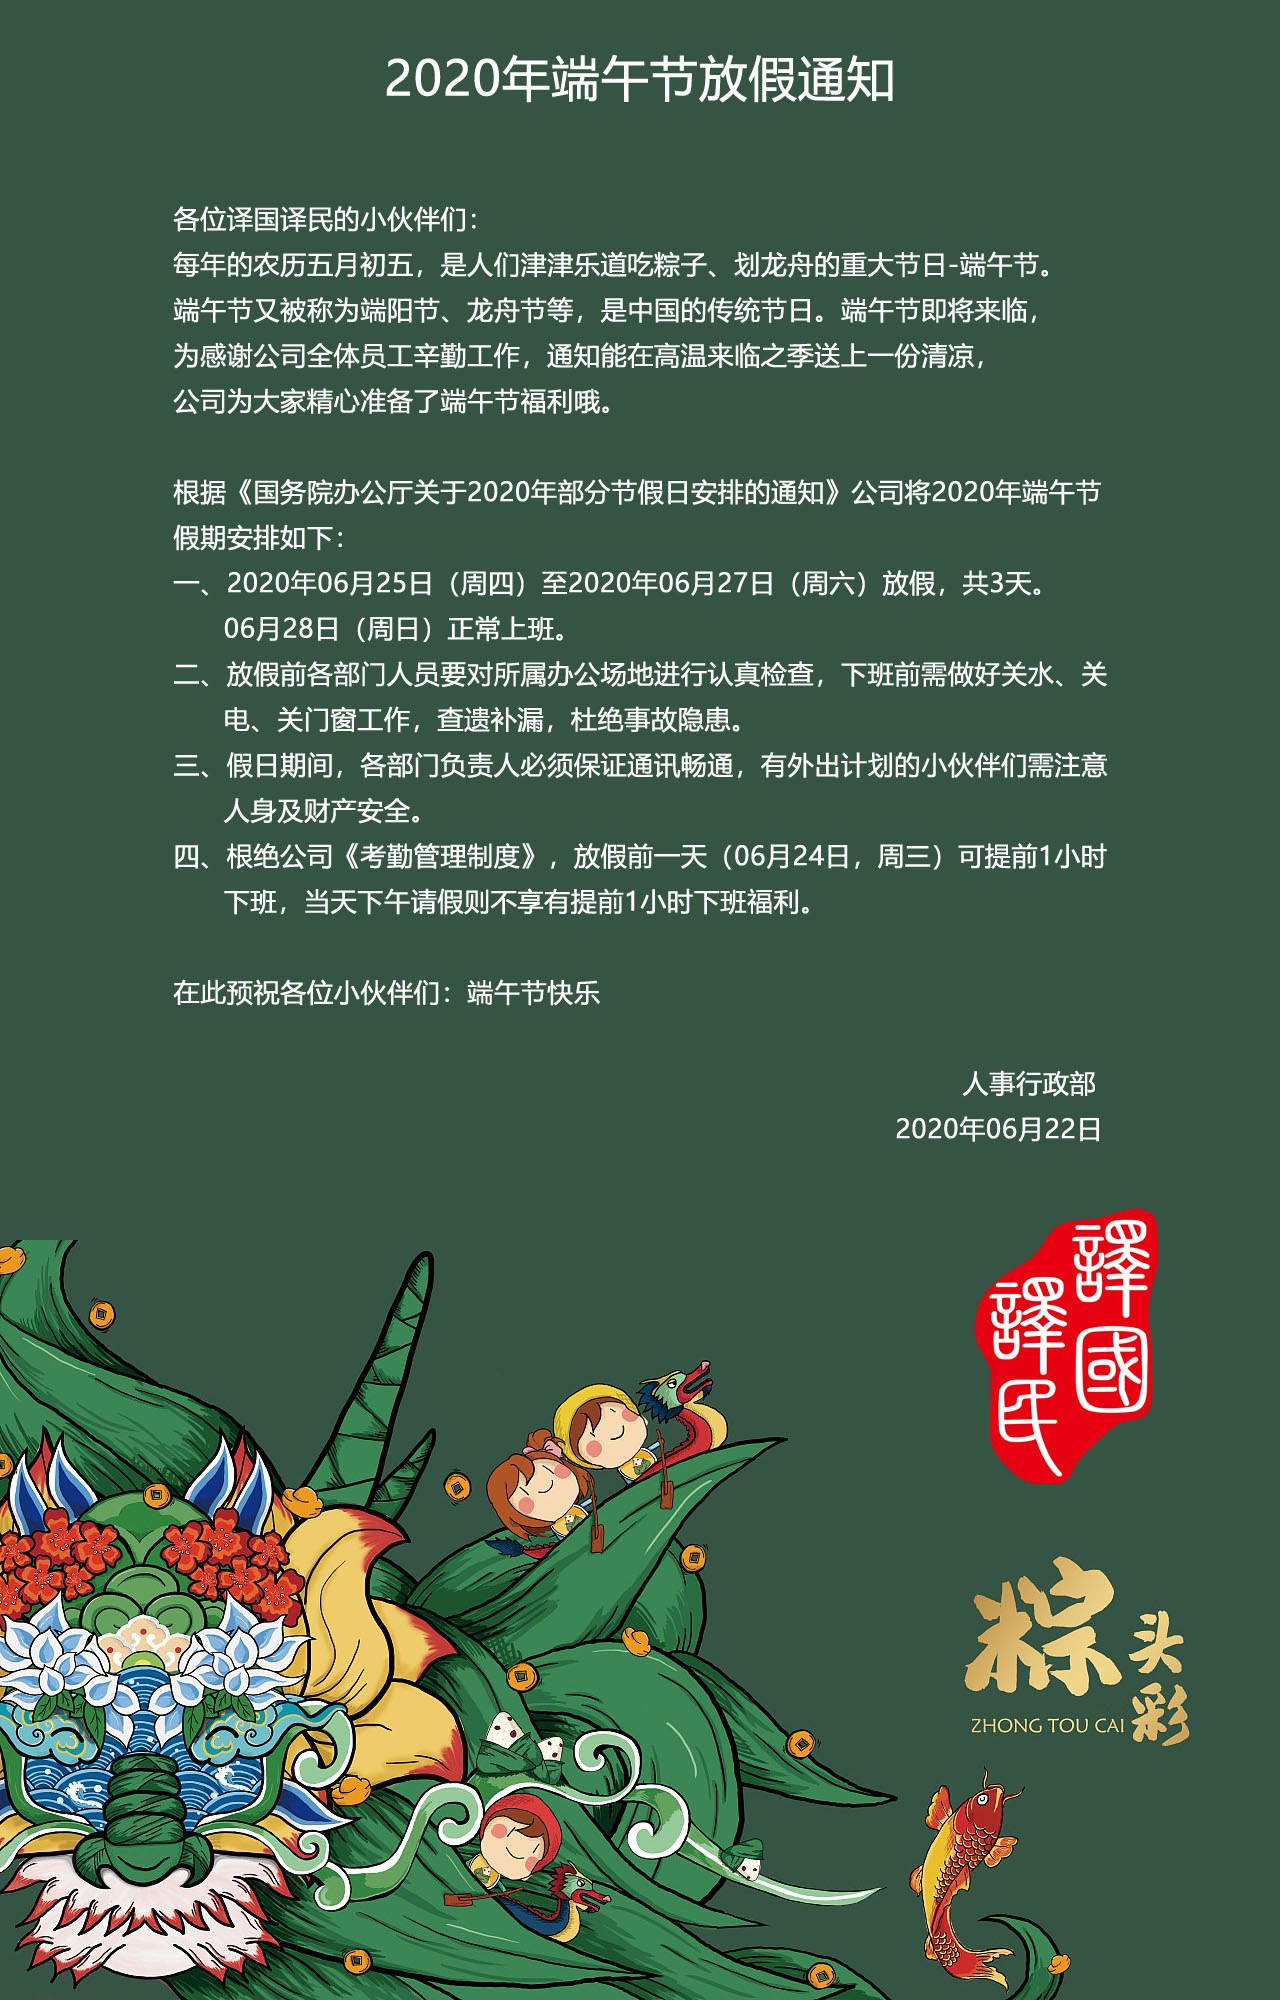 2020年端午节放假通知
各位译国译民的小伙伴们：
每年的农历五月初五，是人们津津乐道吃粽子、划龙舟的重大节日-端午节。
端午节又被称为端阳节、龙舟节等，是中国的传统节日。端午节即将来临，
为感谢公司全体员工辛勤工作，通知能在高温来临之季送上一份清凉，
公司为大家精心准备了端午节福利哦。
根据《国务院办公厅关于2020年部分节假日安排的通知》公司将2020年端午节
假期安排如下：
一、2020年06月25日（周四）至2020年06月27日（周六）放假，共3天。
06月28日（周日）正常上班。
二、放假前各部门人员要对所属办公场地进行认真检查，下班前需做好关水、关
电、关门窗工作，查遗补漏，杜绝事故隐患。
三、假日期间，各部门负责人必须保证通讯畅通，有外出计划的小伙伴们需注意
人身及财产安全。
四、根绝公司《考勤管理制度》，放假前一天（06月24日，周三）可提前1小时
下班，当天下午请假则不享有提前1小时下班福利。
在此预祝各位小伙伴们：端午节快乐
人事行政部
2020年06月22日
譯國
譯民
粽头彩
ZHONG TOU CAI